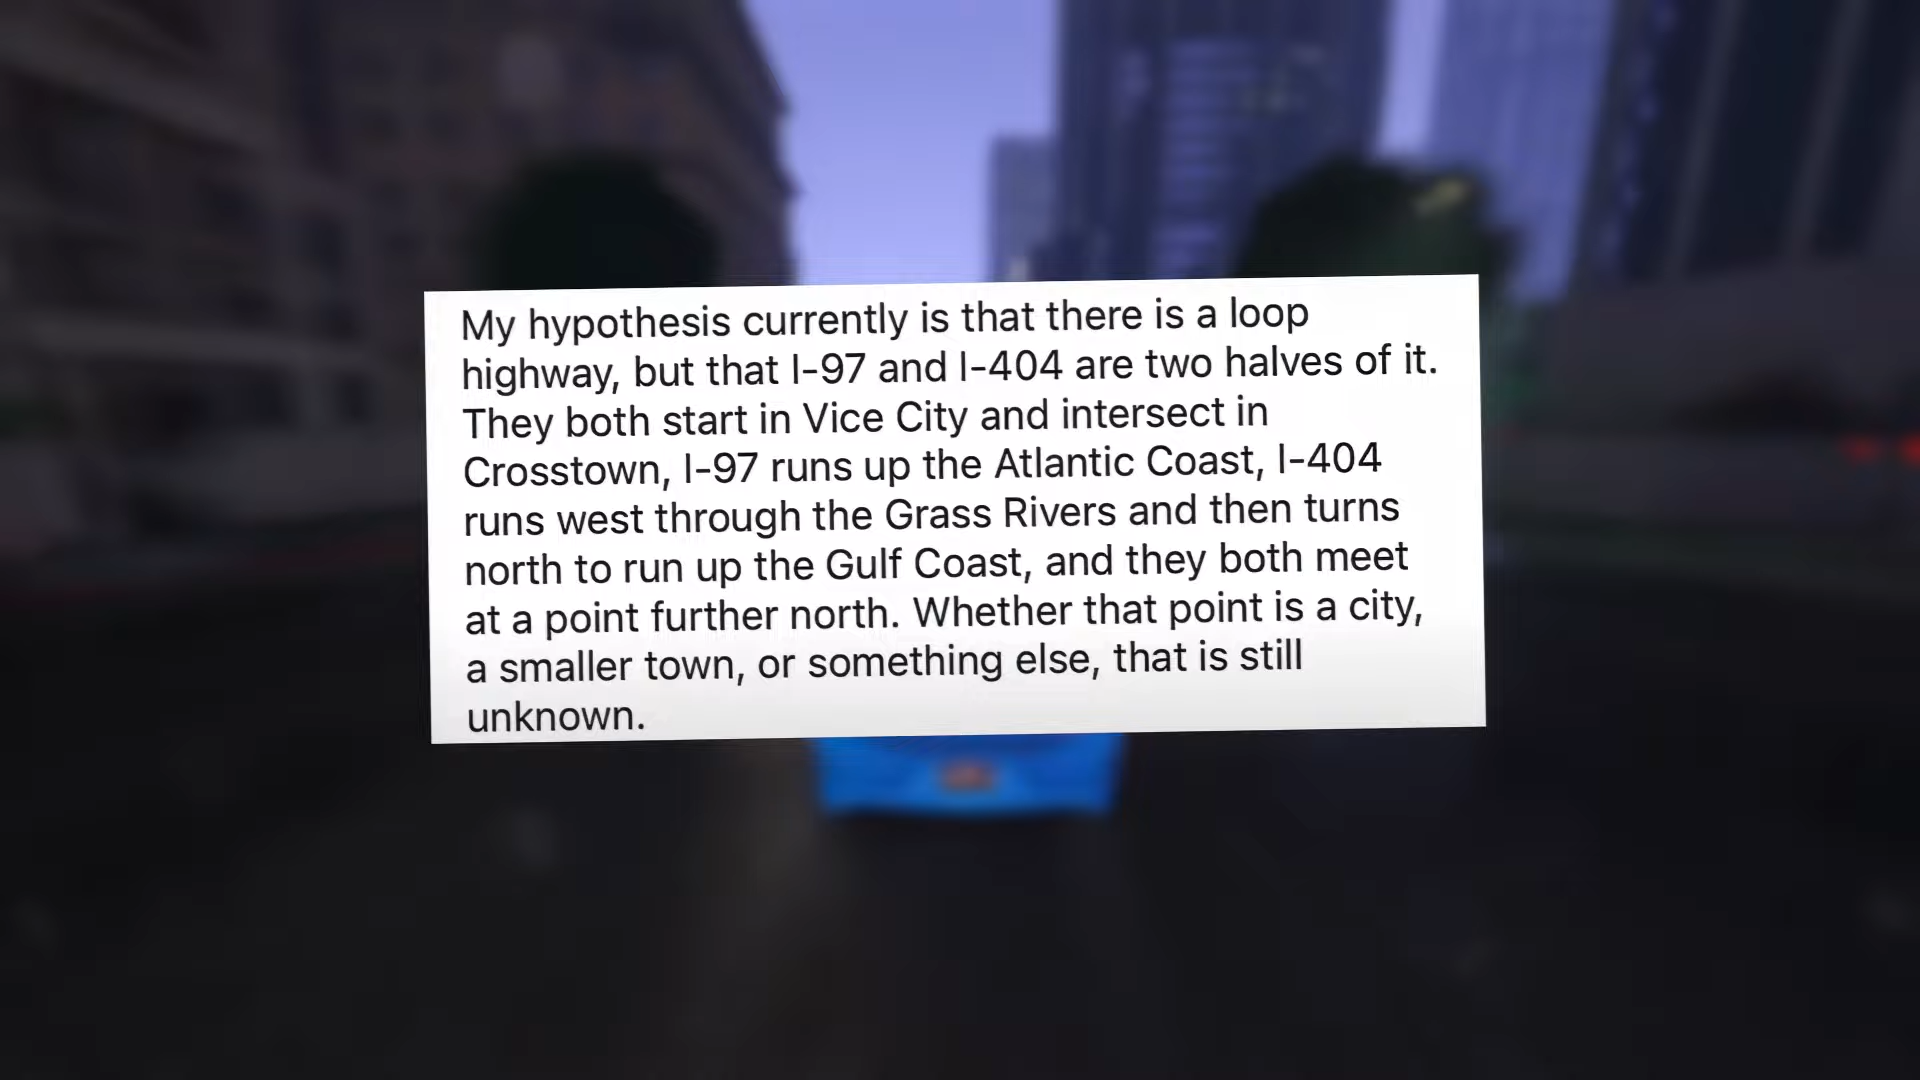 My hypothesis currently is that there is a loop
highway, but that I-97 and I-404 are two halves of it.
They both start in Vice City and intersect in
Crosstown, I-97 runs up the Atlantic Coast, I-404
runs west through the Grass Rivers and then turns
north to run up the Gulf Coast, and they both meet
at a point further north. Whether that point is a city,
a smaller town, or something else, that is still
unknown.